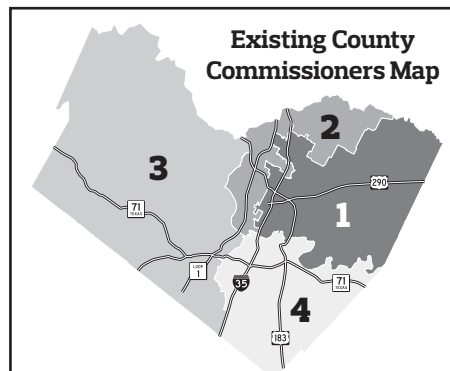 Existing County
Commissioners Map
2
3
290
1
71
TEXAS
LOOP
1
35
71
TEXAS
4
183